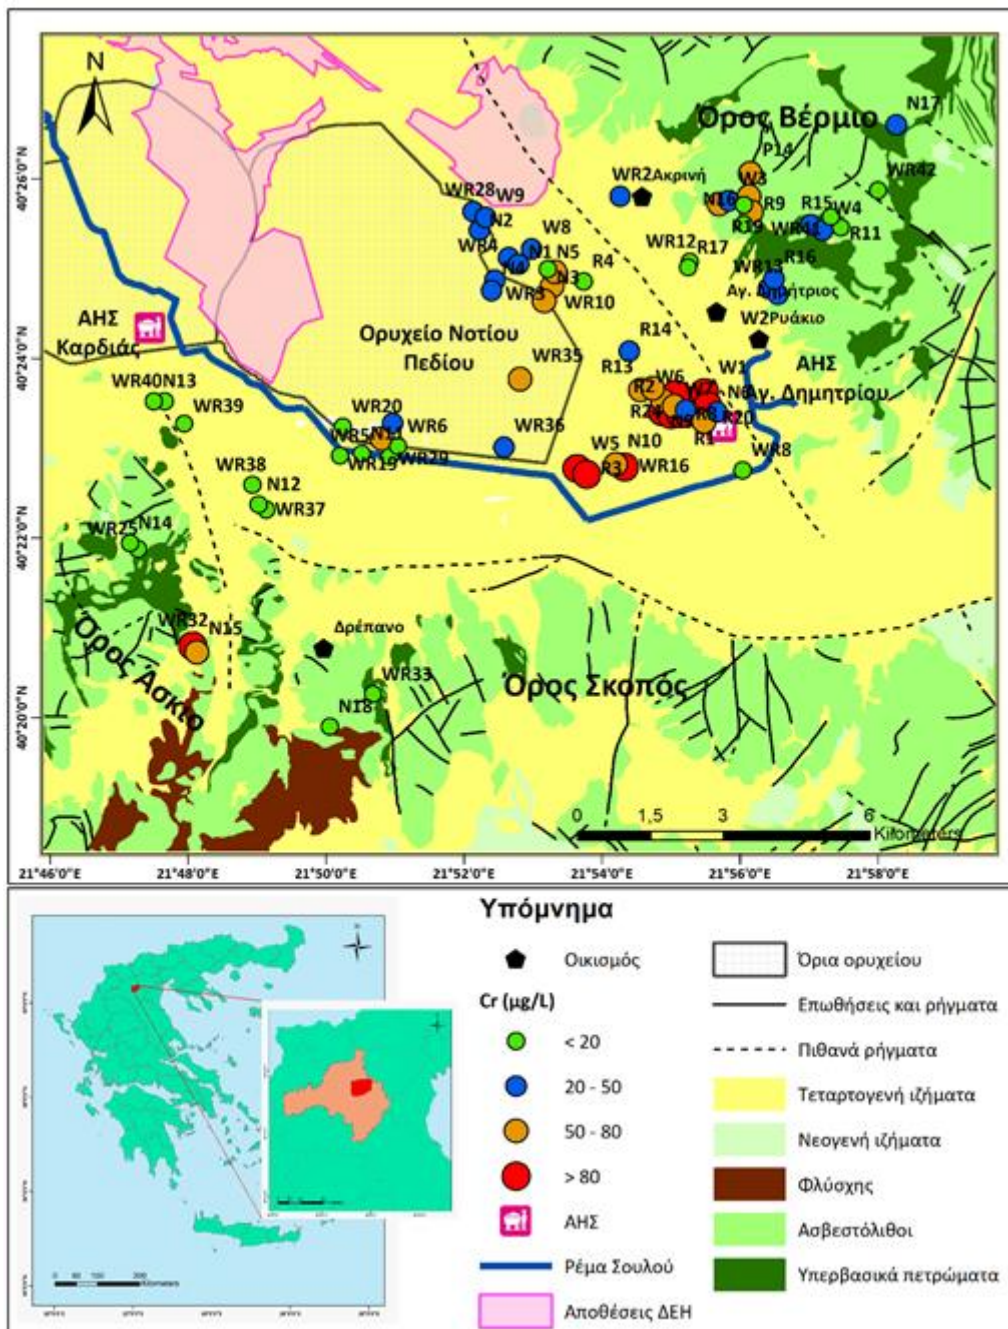 N
Όρος Βέρμιο
N17
P14
WR2 Ακρινή
W3
WR42
WR28
W9
N16
R9
R15
W4
N2
R19
WR41
R11
W8
WR4
N1
N5
R4
WR12
R17
R16
N4
N3
WR13
WR3
WR10
Αγ. Δημήτριος
ΑΗΣ
Καρδιάς
Ορυχείο Νοτίου
Πεδίου
W2 Ρυάκιο
R14
WR35
R13
W6
W1
ΑΗΣ
Αγ. Δημητρίου
WR40 N13
R2
WR39
R24
R8
R20
WR20
WR6
WR36
R1
WR5
W5
N10
WR8
WR19
WR29
R3
WR16
WR38
N12
WR37
WR25
N14
WR32
N15
Δρέπανο
Όρος Άσκιο
WR33
Όρος Σκοπός
N18
0 1,5 3 6
Kilometers
40°26'0"N
40°24'0"N
40°22'0"N
40°20'0"N
21°46'0"E 21°48'0"E 21°50'0"E 21°52'0"E 21°54'0"E 21°56'0"E 21°58'0"E
Υπόμνημα
Οικισμός
Cr (μg/L)
< 20
20 - 50
50 - 80
> 80
ΑΗΣ
Ρέμα Σουλού
Αποθέσεις ΔΕΗ
Όρια ορυχείου
Επωθήσεις και ρήγματα
Πιθανά ρήγματα
Τεταρτογενή ιζήματα
Νεογενή ιζήματα
Φλύσχης
Ασβεστόλιθοι
Υπερβασικά πετρώματα